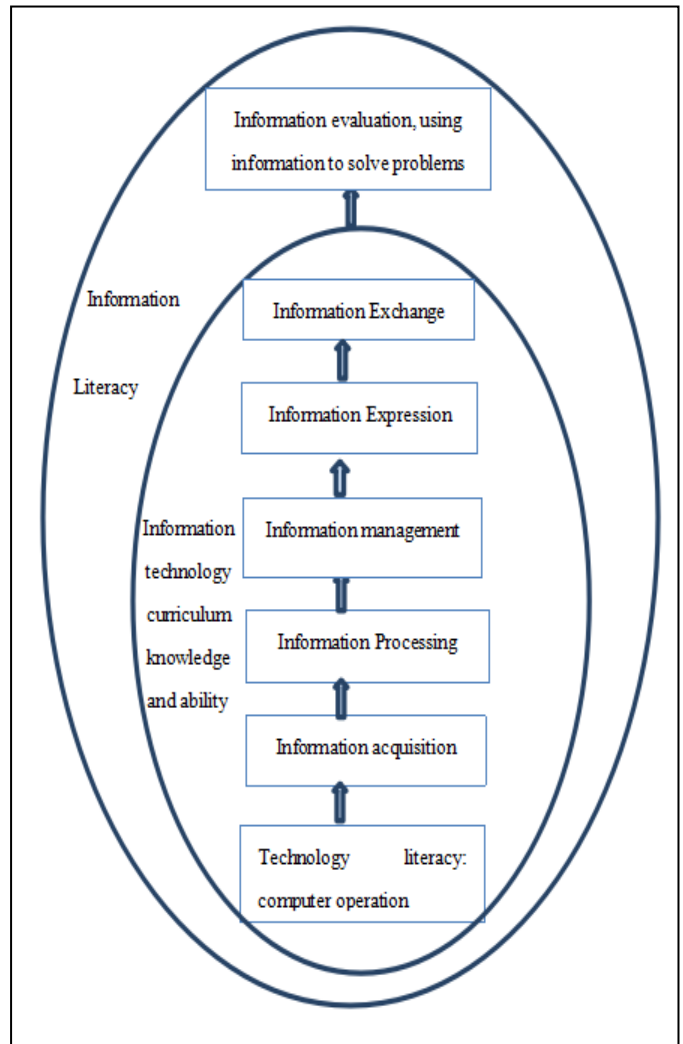 Information evaluation, using
information to solve problems
Information
Literacy
Information Exchange
Information Expression
Information management
Information
technology
curriculum
knowledge
and ability
Information Processing
Information acquisition
Technology literacy:
computer operation